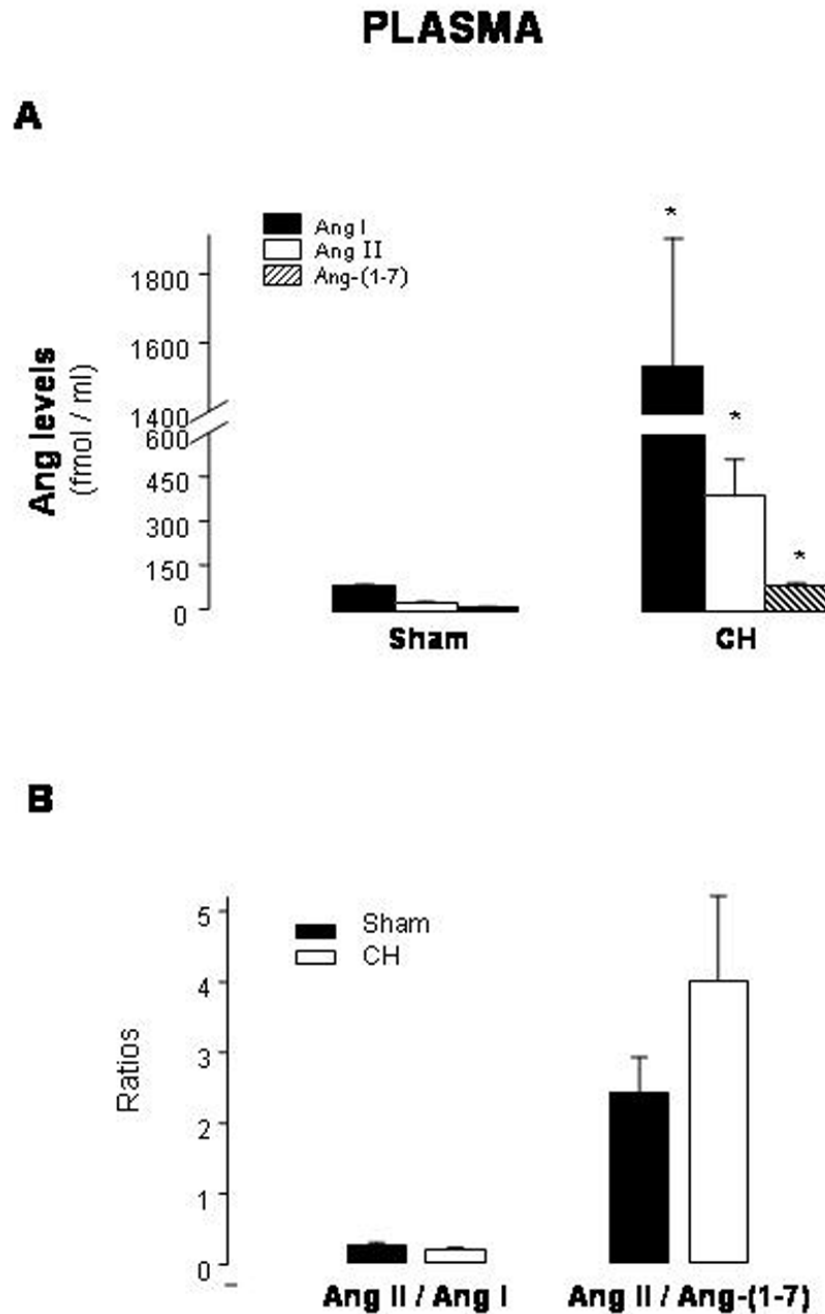 PLASMA
A
Ang I
Ang II
Ang-(1-7)
Ang levels
(fmol / ml)
1800
1600
1400
600
450
300
150
0
*
*
*
Sham
CH
B
Sham
CH
Ratios
5
4
3
2
1
0
Ang II / Ang I
Ang II / Ang-(1-7)